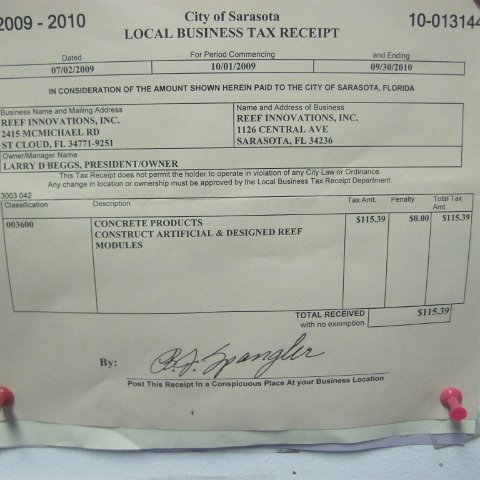 2009 - 2010
City of Sarasota
10-013144
LOCAL BUSINESS TAX RECEIPT
Dated
For Period Commencing
and Ending
07/02/2009
10/01/2009
09/30/2010
IN CONSIDERATION OF THE AMOUNT SHOWN HEREIN PAID TO THE CITY OF SARASOTA, FLORIDA
Business Name and Mailing Address
REEF INNOVATIONS, INC.
2415 MCMICHAEL RD
ST CLOUD, FL 34771-9251
Name and Address of Business
REEF INNOVATIONS, INC.
1126 CENTRAL AVE
SARASOTA, FL 34236
Owner/Manager Name
LARRY D BEGGS, PRESIDENT/OWNER
This Tax Receipt does not permit the holder to operate in violation of any City Law or Ordinance.
Any change in location or ownership must be approved by the Local Business Tax Receipt Department.
3003 042
Classification
Description
Tax Amt.
Penalty
Total Tax Amt.
003600
CONCRETE PRODUCTS
CONSTRUCT ARTIFICIAL & DESIGNED REEF
MODULES
$115.39
$0.00
$115.39
TOTAL RECEIVED
with no exemption
$115.39
By:
Spangler
Post This Receipt In a Conspicuous Place At your Business Location